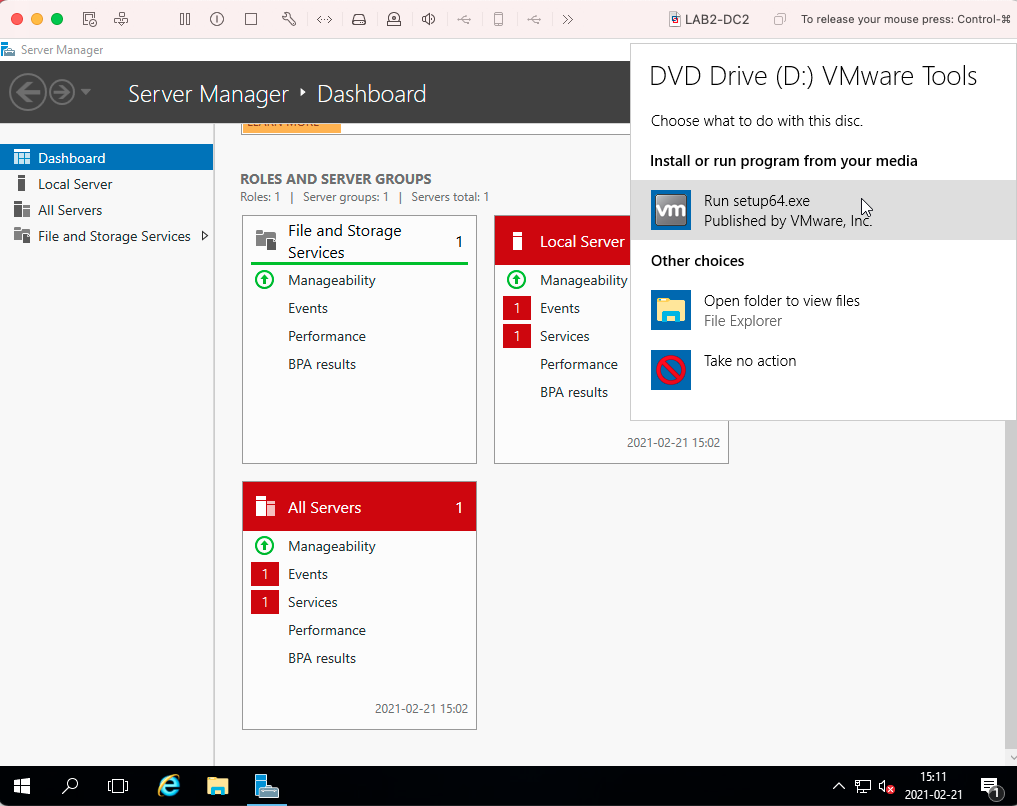 LAB2-DC2
To release your mouse press: Control-⌘
Server Manager
Server Manager • Dashboard
Dashboard
Local Server
All Servers
File and Storage Services
LEARN MORE
ROLES AND SERVER GROUPS
Roles: 1 | Server groups: 1 | Servers total: 1
File and Storage
Services
1
Manageability
Events
Performance
BPA results
Local Server
Manageability
1 Events
1 Services
Performance
BPA results
2021-02-21 15:02
All Servers 1
Manageability
1 Events
1 Services
Performance
BPA results
2021-02-21 15:02
DVD Drive (D:) VMware Tools
Choose what to do with this disc.
Install or run program from your media
vm
Run setup64.exe
Published by VMware, Inc.
Other choices
Open folder to view files
File Explorer
Take no action
15:11
2021-02-21
1